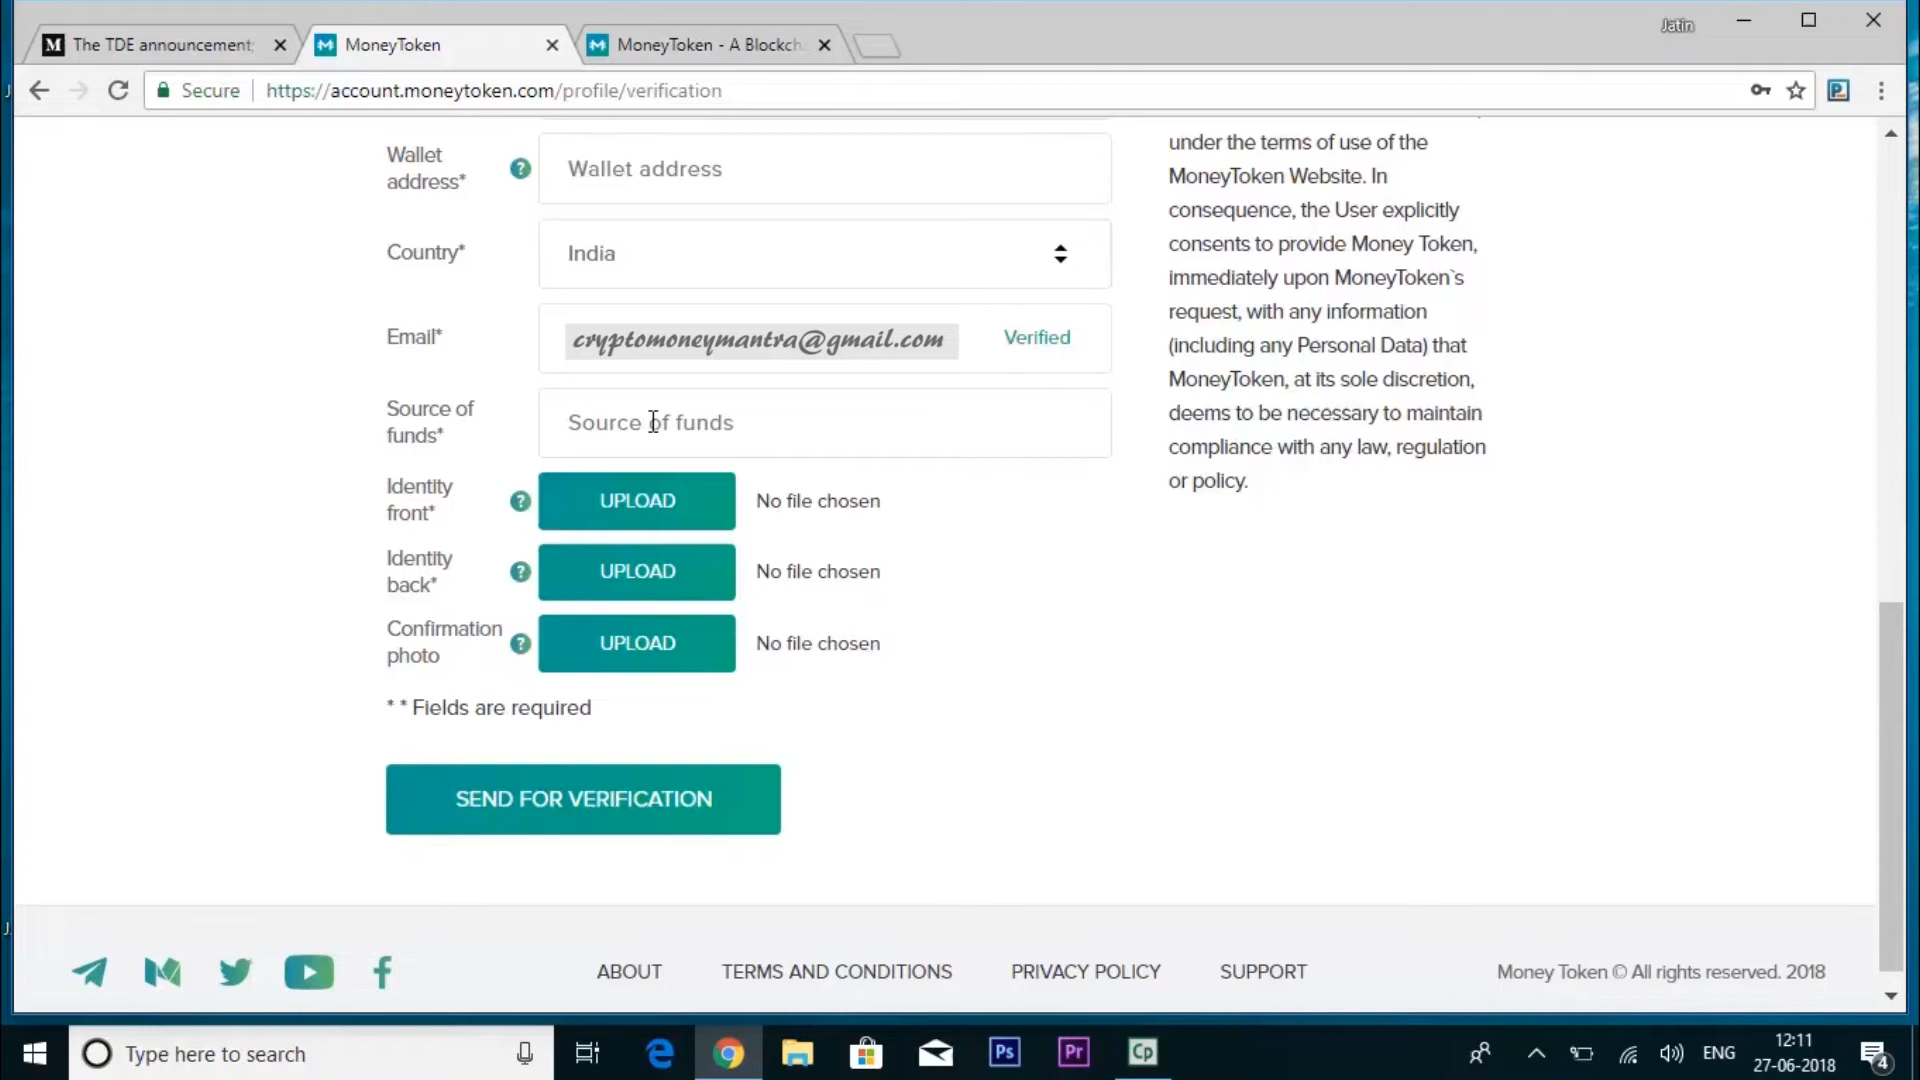 Jatin
The TDE announcement;
MoneyToken
MoneyToken - A Blockch
Secure
https://account.moneytoken.com/profile/verification
Wallet
address*
Wallet address
Country*
India
Email*
cryptomoneymantra@gmail.com
Verified
Source of
funds*
Source of funds
Identity
front*
UPLOAD
No file chosen
Identity
back*
UPLOAD
No file chosen
Confirmation
photo
UPLOAD
No file chosen
* * Fields are required
SEND FOR VERIFICATION
under the terms of use of the
MoneyToken Website. In
consequence, the User explicitly
consents to provide Money Token,
immediately upon MoneyToken`s
request, with any information
(including any Personal Data) that
MoneyToken, at its sole discretion,
deems to be necessary to maintain
compliance with any law, regulation
or policy.
ABOUT
TERMS AND CONDITIONS
PRIVACY POLICY
SUPPORT
Money Token © All rights reserved. 2018
Type here to search
Ps
Pr
Cp
ENG
12:11
27-06-2018
4